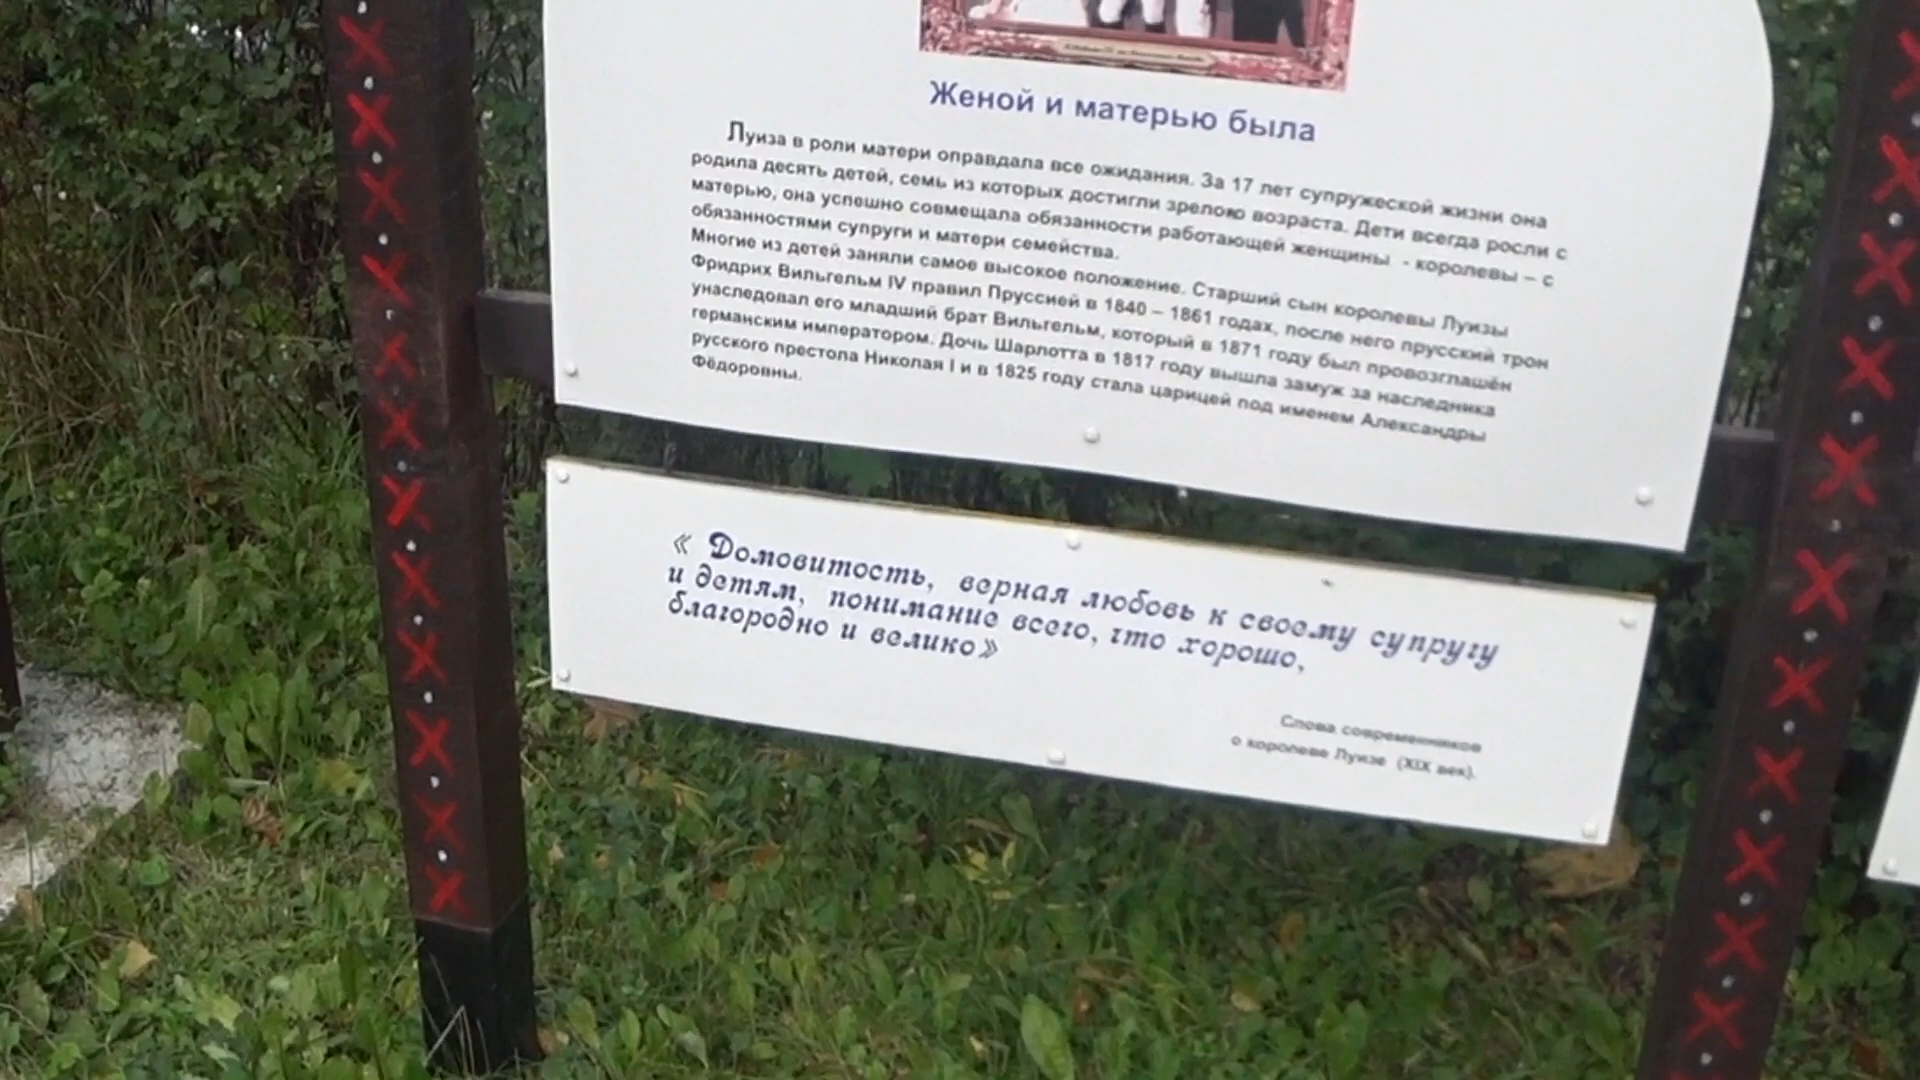 Женой и матерью была
Луиза в роли матери оправдала все ожидания. За 17 лет супружеской жизни она
родила десять детей, семь из которых достигли зрелого возраста. Дети всегда росли с
матерью, она успешно совмещала обязанности работающей женщины - королевы – с
обязанностями супруги и матери семейства.
Многие из детей заняли самое высокое положение. Старший сын королевы Луизы
Фридрих Вильгельм IV правил Пруссией в 1840 – 1861 годах, после него прусский трон
унаследовал его младший брат Вильгельм, который в 1871 году был провозглашён
германским императором. Дочь Шарлотта в 1817 году вышла замуж за наследника
русского престола Николая I и в 1825 году стала царицей под именем Александры
Фёдоровны.
« Домовитость, верная любовь к своему супругу
и детям, понимание всего, что хорошо,
благородно и велико»
Слова современников
о королеве Луизе (XIX век).